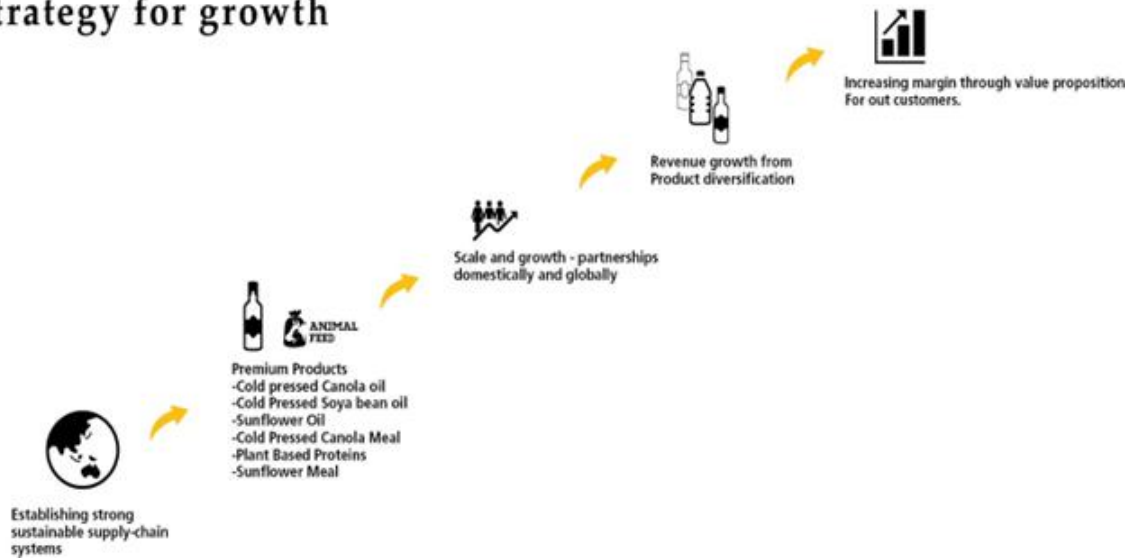 trategy for growth
Increasing margin through value proposition
For out customers.
Revenue growth from
Product diversification
Scale and growth - partnerships
domestically and globally
ANIMAL
FEED
Premium Products
-Cold pressed Canola oil
-Cold Pressed Soya bean oil
-Sunflower Oil
-Cold Pressed Canola Meal
-Plant Based Proteins
-Sunflower Meal
Establishing strong
sustainable supply-chain
systems